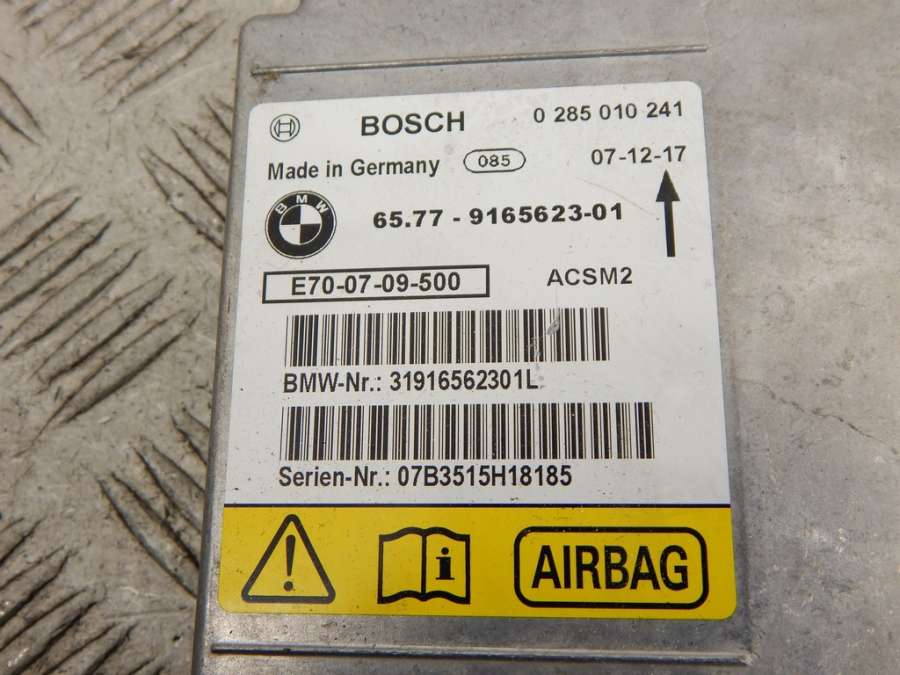 BOSCH 0 285 010 241
Made in Germany 085 07-12-17
BMW
65.77 - 9165623-01
E70-07-09-500 ACSM2
BMW-Nr.: 31916562301L
Serien-Nr.: 07B3515H18185
i AIRBAG